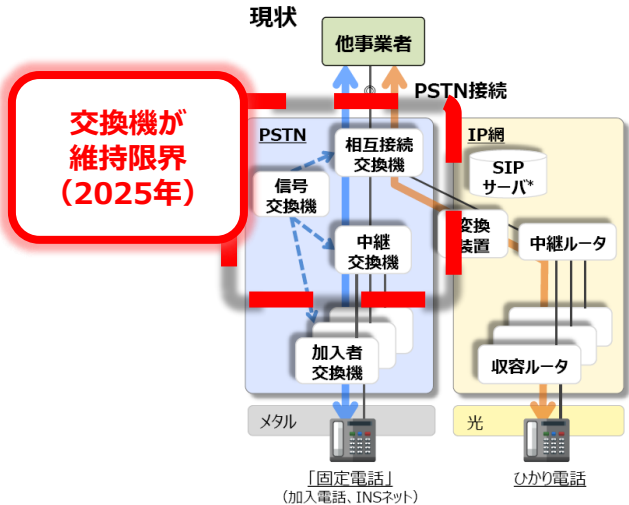 現状
他事業者
PSTN接続
交換機が
維持限界
（2025年）
PSTN
相互接続
交換機
信号
交換機
中継
交換機
加入者
交換機
IP網
SIP
サーバ*
変換
装置
中継ルータ
収容ルータ
メタル
光
「固定電話」
（加入電話、INSネット）
ひかり電話